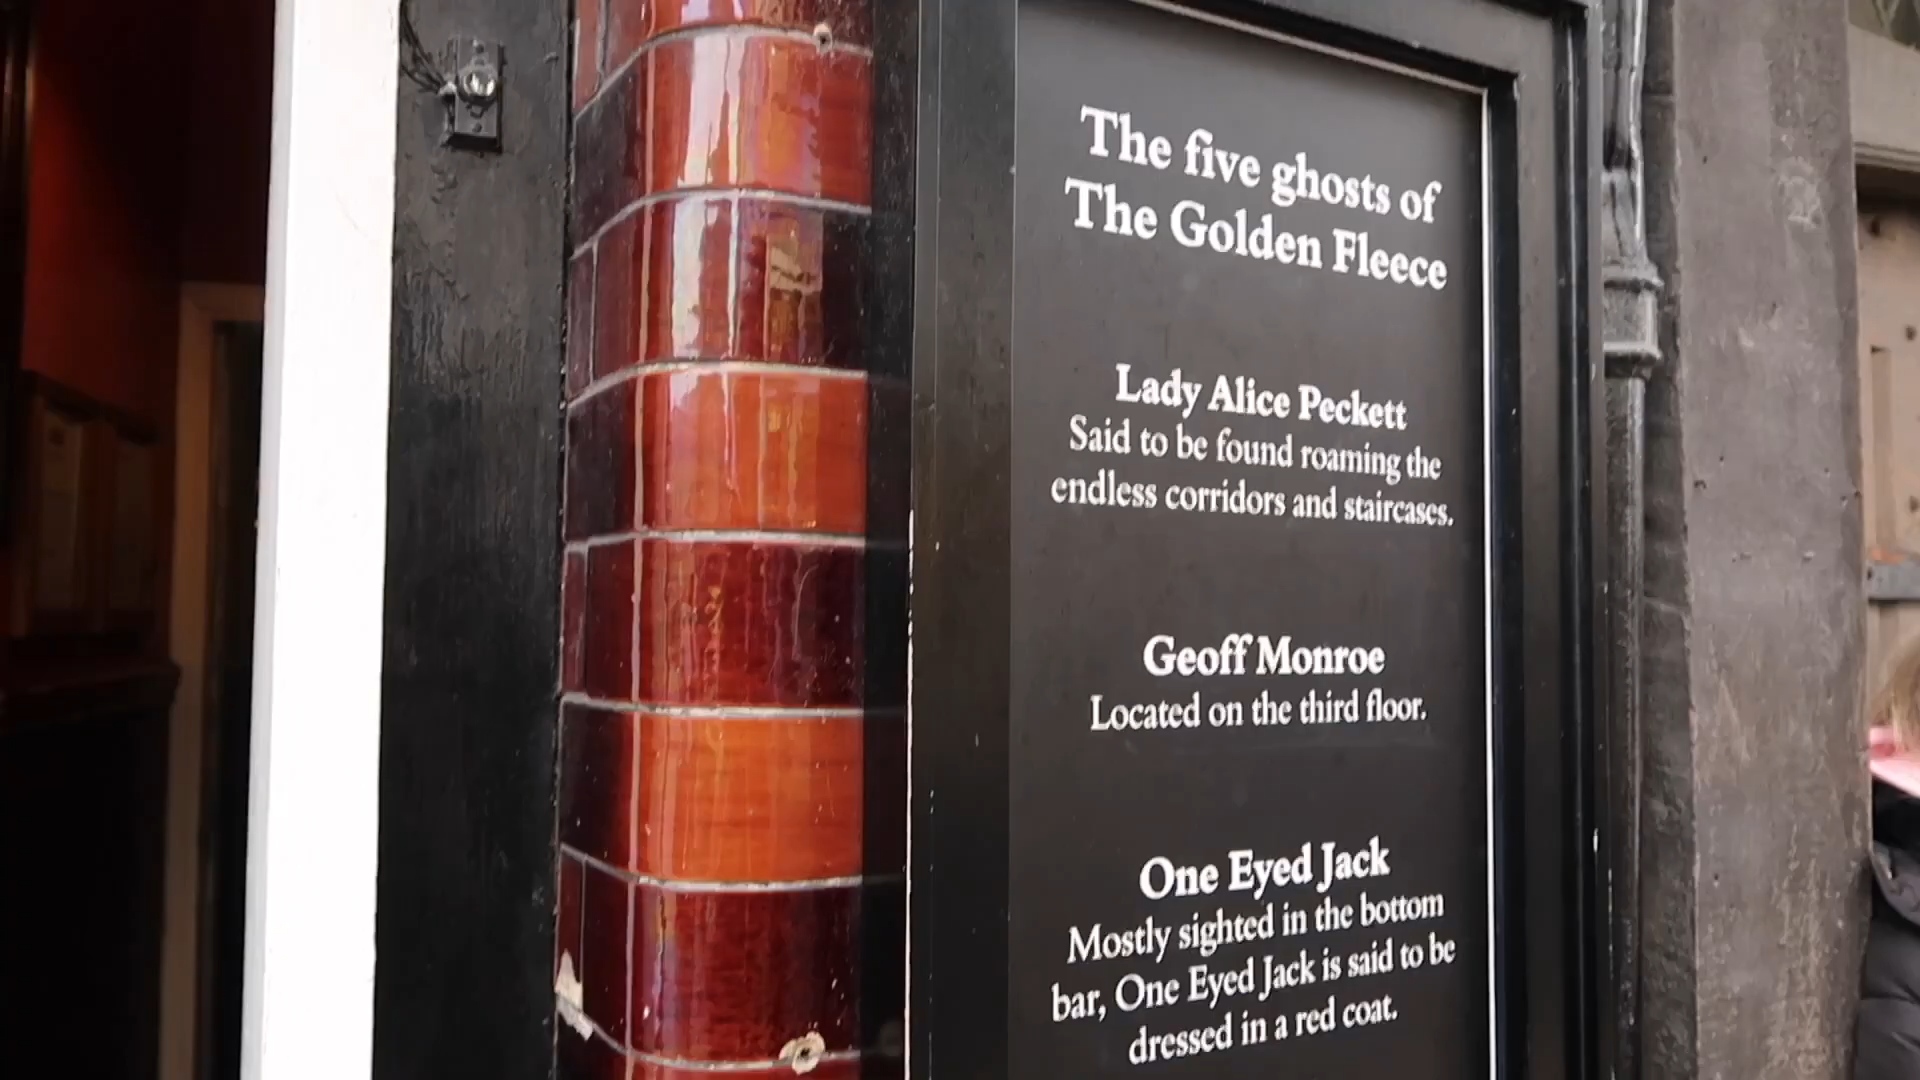 The five ghosts of
The Golden Fleece
Lady Alice Peckett
Said to be found roaming the
endless corridors and staircases.
Geoff Monroe
Located on the third floor.
One Eyed Jack
Mostly sighted in the bottom
bar, One Eyed Jack is said to be
dressed in a red coat.